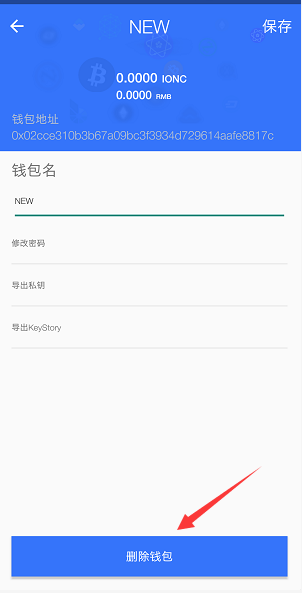 NEW
保存
0.0000 IONC
0.0000 RMB
钱包地址
0x02cce310b3b67a09bc3f3934d729614aafe8817c
钱包名
NEW
修改密码
导出私钥
导出KeyStory
删除钱包